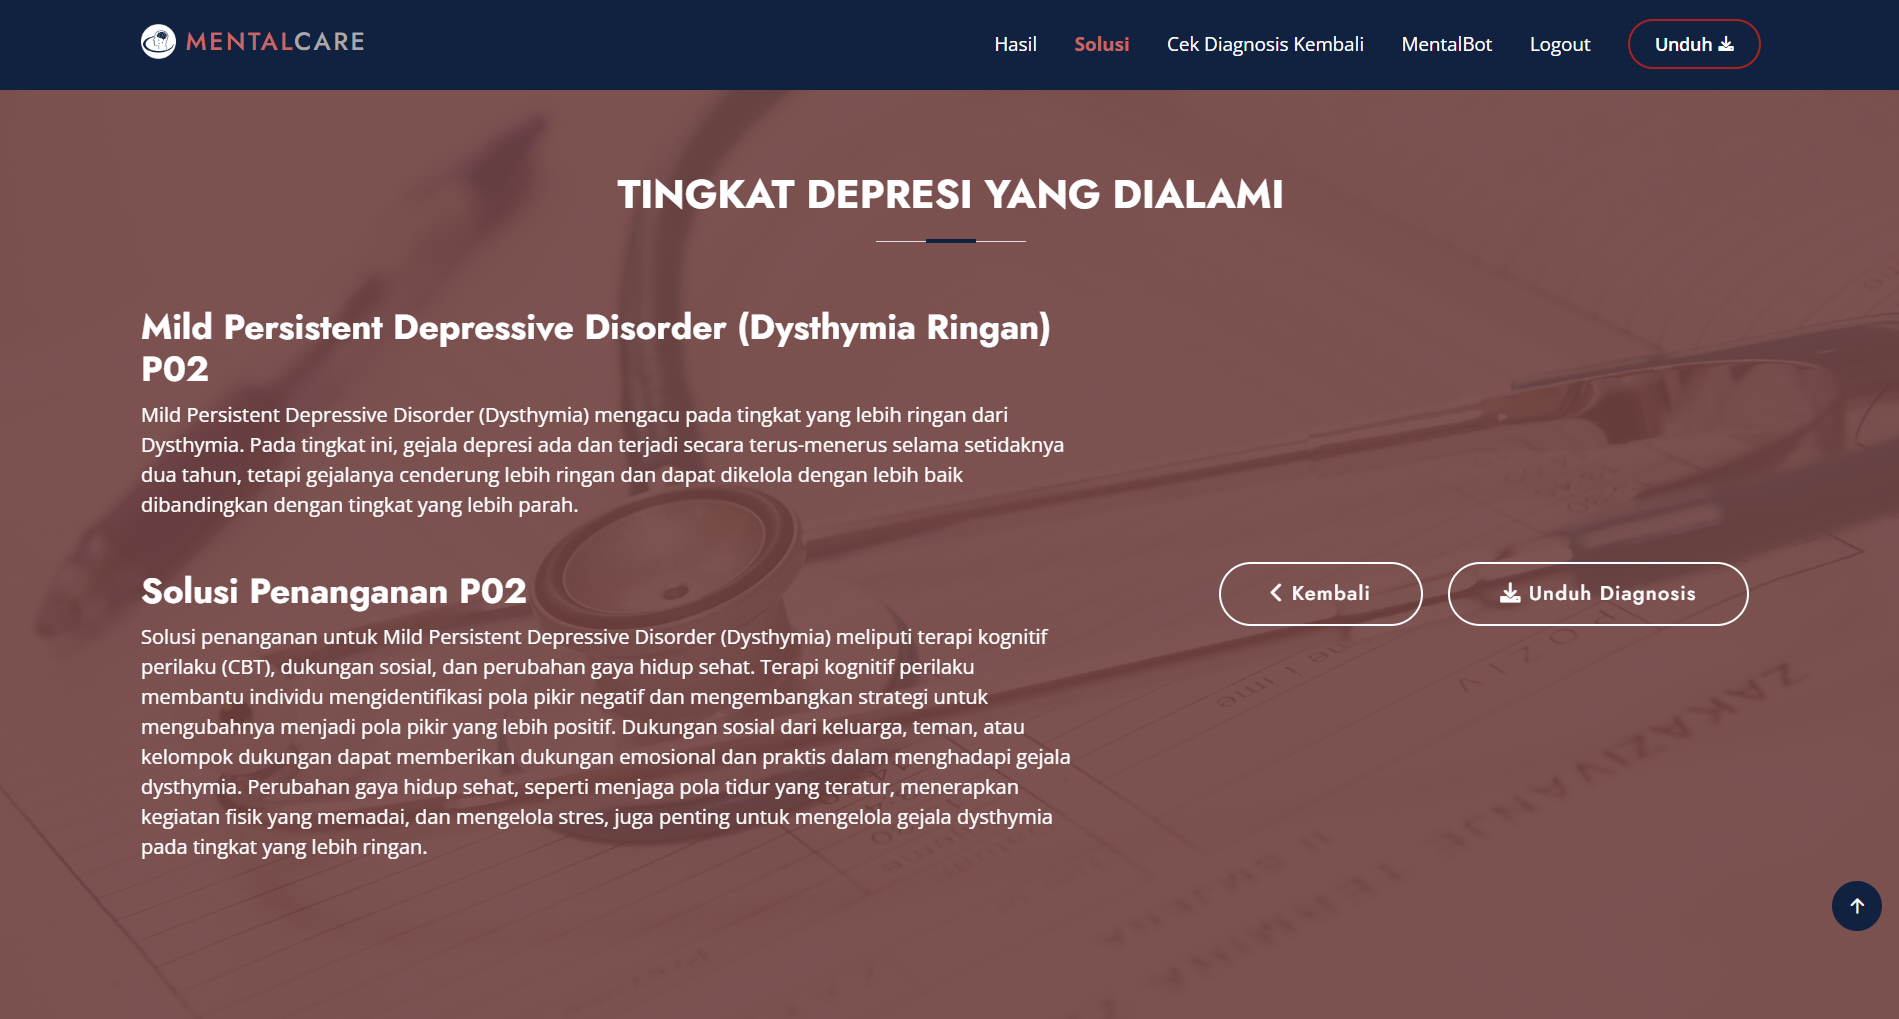 MENTALCARE
Hasil
Solusi
Cek Diagnosis Kembali
MentalBot
Logout
Unduh
TINGKAT DEPRESI YANG DIALAMI
Mild Persistent Depressive Disorder (Dysthymia Ringan)
P02
Mild Persistent Depressive Disorder (Dysthymia) mengacu pada tingkat yang lebih ringan dari
Dysthymia. Pada tingkat ini, gejala depresi ada dan terjadi secara terus-menerus selama setidaknya
dua tahun, tetapi gejalanya cenderung lebih ringan dan dapat dikelola dengan lebih baik
dibandingkan dengan tingkat yang lebih parah.
Solusi Penanganan P02
Solusi penanganan untuk Mild Persistent Depressive Disorder (Dysthymia) meliputi terapi kognitif
perilaku (CBT), dukungan sosial, dan perubahan gaya hidup sehat. Terapi kognitif perilaku
membantu individu mengidentifikasi pola pikir negatif dan mengembangkan strategi untuk
mengubahnya menjadi pola pikir yang lebih positif. Dukungan sosial dari keluarga, teman, atau
kelompok dukungan dapat memberikan dukungan emosional dan praktis dalam menghadapi gejala
dysthymia. Perubahan gaya hidup sehat, seperti menjaga pola tidur yang teratur, menerapkan
kegiatan fisik yang memadai, dan mengelola stres, juga penting untuk mengelola gejala dysthymia
pada tingkat yang lebih ringan.
Kembali
Unduh Diagnosis